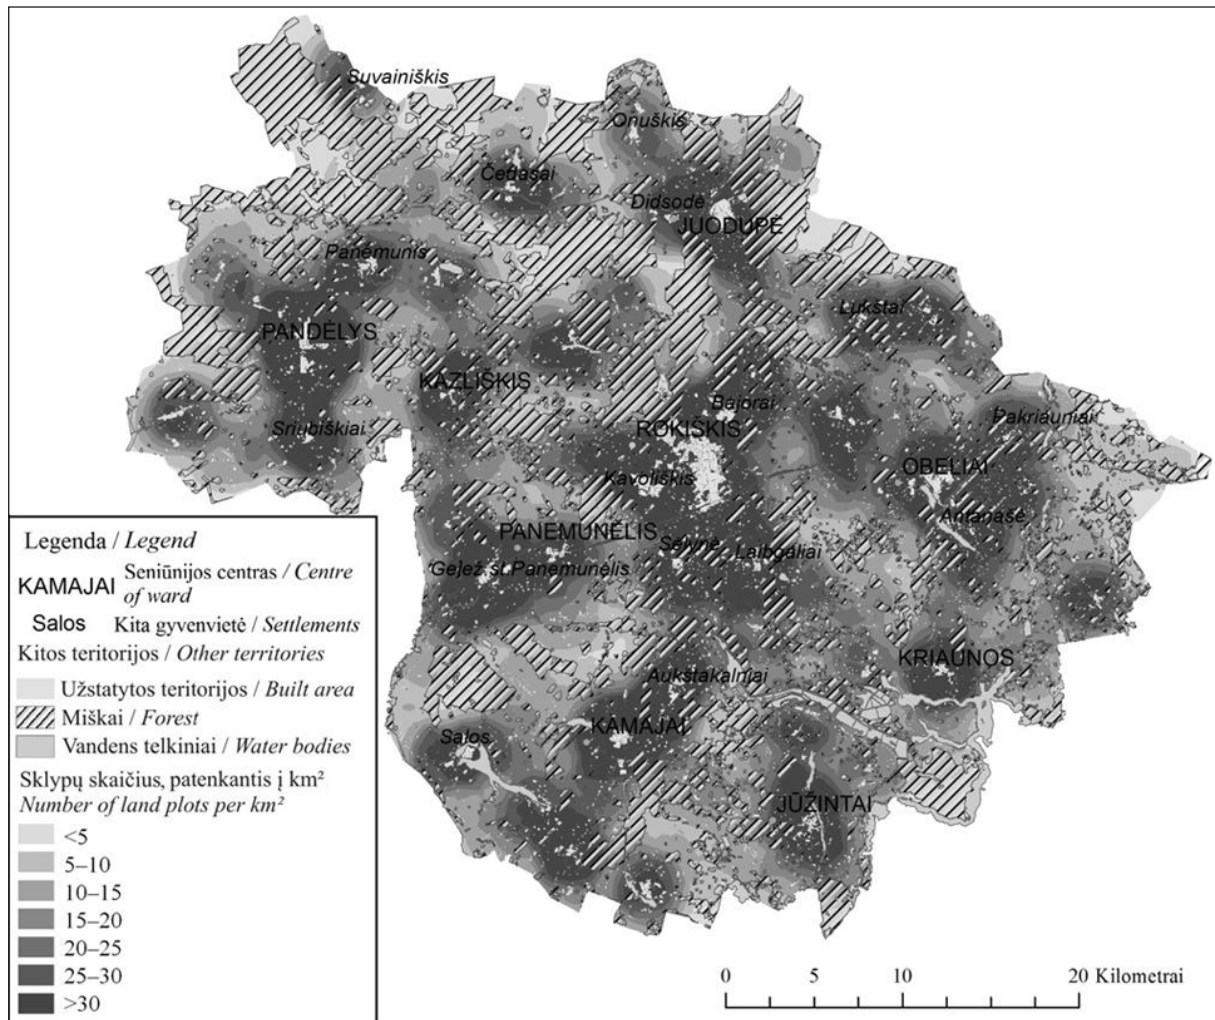 Suvainiškis
Onuškis
Čedasai
Didsodė
JUODUPĖ
Panemunis
Lukštai
PANDĖLYS
KAZLIŠKIS
Bajorai
Pakriauniai
Sriubiškiai
ROKIŠKIS
OBELIAI
Kavoliškis
Antanašė
PANEMUNĖLIS
Sėlynė
Laibgaliai
Gelež.st.Panemunėlis
KRIAUNOS
Aukštakalniai
KAMAJAI
Salos
JŪŽINTAI
Legenda / Legend
KAMAJAI Seniūnijos centras / Centre
of ward
Salos Kita gyvenvietė / Settlements
Kitos teritorijos / Other territories
Užstatytos teritorijos / Built area
Miškai / Forest
Vandens telkiniai / Water bodies
Sklypų skaičius, patenkantis į km²
Number of land plots per km²
<5
5–10
10–15
15–20
20–25
25–30
>30
0 5 10 20 Kilometrai